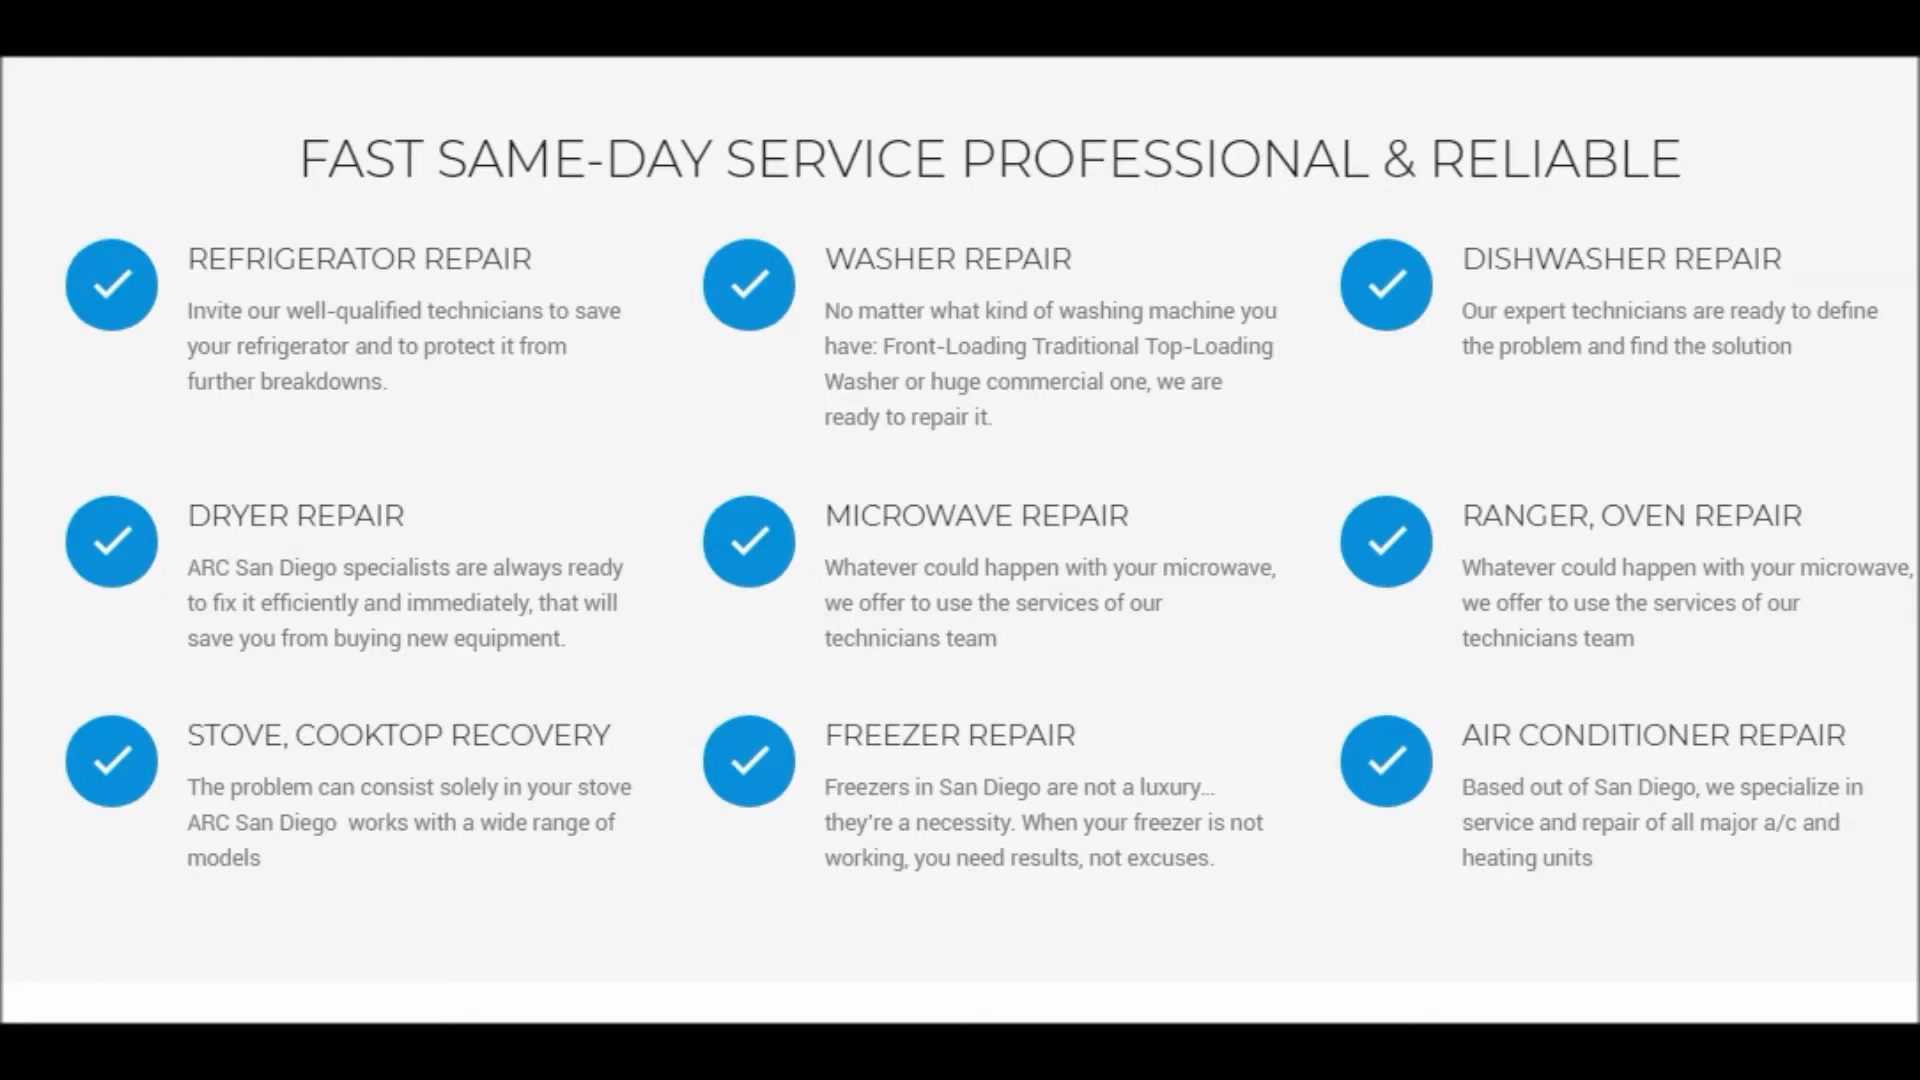 FAST SAME-DAY SERVICE PROFESSIONAL & RELIABLE
REFRIGERATOR REPAIR
Invite our well-qualified technicians to save
your refrigerator and to protect it from
further breakdowns.
WASHER REPAIR
No matter what kind of washing machine you
have: Front-Loading Traditional Top-Loading
Washer or huge commercial one, we are
ready to repair it.
DISHWASHER REPAIR
Our expert technicians are ready to define
the problem and find the solution
DRYER REPAIR
ARC San Diego specialists are always ready
to fix it efficiently and immediately, that will
save you from buying new equipment.
MICROWAVE REPAIR
Whatever could happen with your microwave,
we offer to use the services of our
technicians team
RANGER, OVEN REPAIR
Whatever could happen with your microwave,
we offer to use the services of our
technicians team
STOVE, COOKTOP RECOVERY
The problem can consist solely in your stove
ARC San Diego  works with a wide range of
models
FREEZER REPAIR
Freezers in San Diego are not a luxury...
they're a necessity. When your freezer is not
working, you need results, not excuses.
AIR CONDITIONER REPAIR
Based out of San Diego, we specialize in
service and repair of all major a/c and
heating units